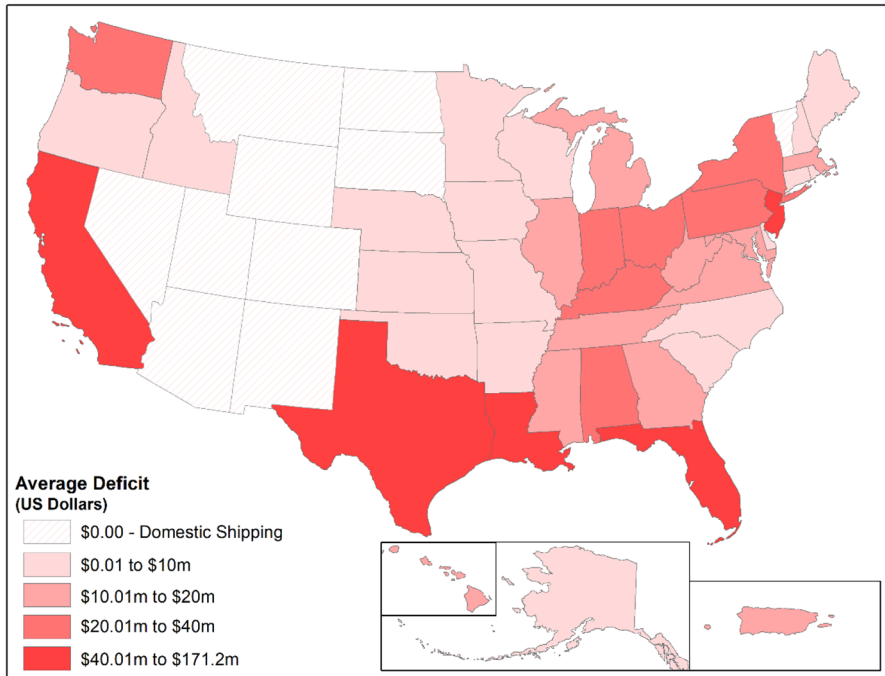 Average Deficit
(US Dollars)
$0.00 - Domestic Shipping
$0.01 to $10m
$10.01m to $20m
$20.01m to $40m
$40.01m to $171.2m